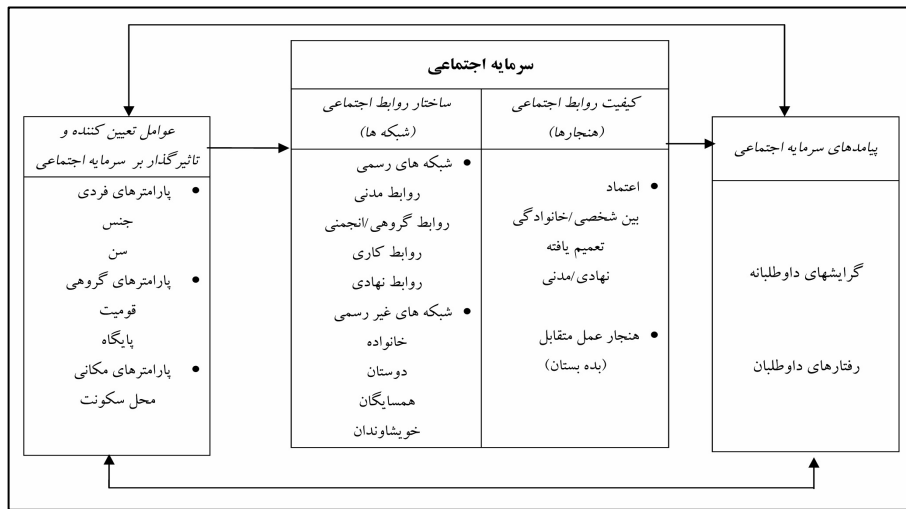 سرمایه اجتماعی
عوامل تعیین کننده و
تاثیرگذار بر سرمایه اجتماعی
• پارامترهای فردی
جنس
سن
• پارامترهای گروهی
قومیت
پایگاه
• پارامترهای مکانی
محل سکونت
ساختار روابط اجتماعی
(شبکه ها)
• شبکه های رسمی
روابط مدنی
روابط گروهی/انجمنی
روابط کاری
روابط نهادی
• شبکه های غیر رسمی
خانواده
دوستان
همسایگان
خویشاوندان
کیفیت روابط اجتماعی
(هنجارها)
• اعتماد
بین شخصی/خانوادگی
تعمیم یافته
نهادی/مدنی
• هنجار عمل متقابل
(بده بستان)
پیامدهای سرمایه اجتماعی
گرایشهای داوطلبانه
رفتارهای داوطلبان